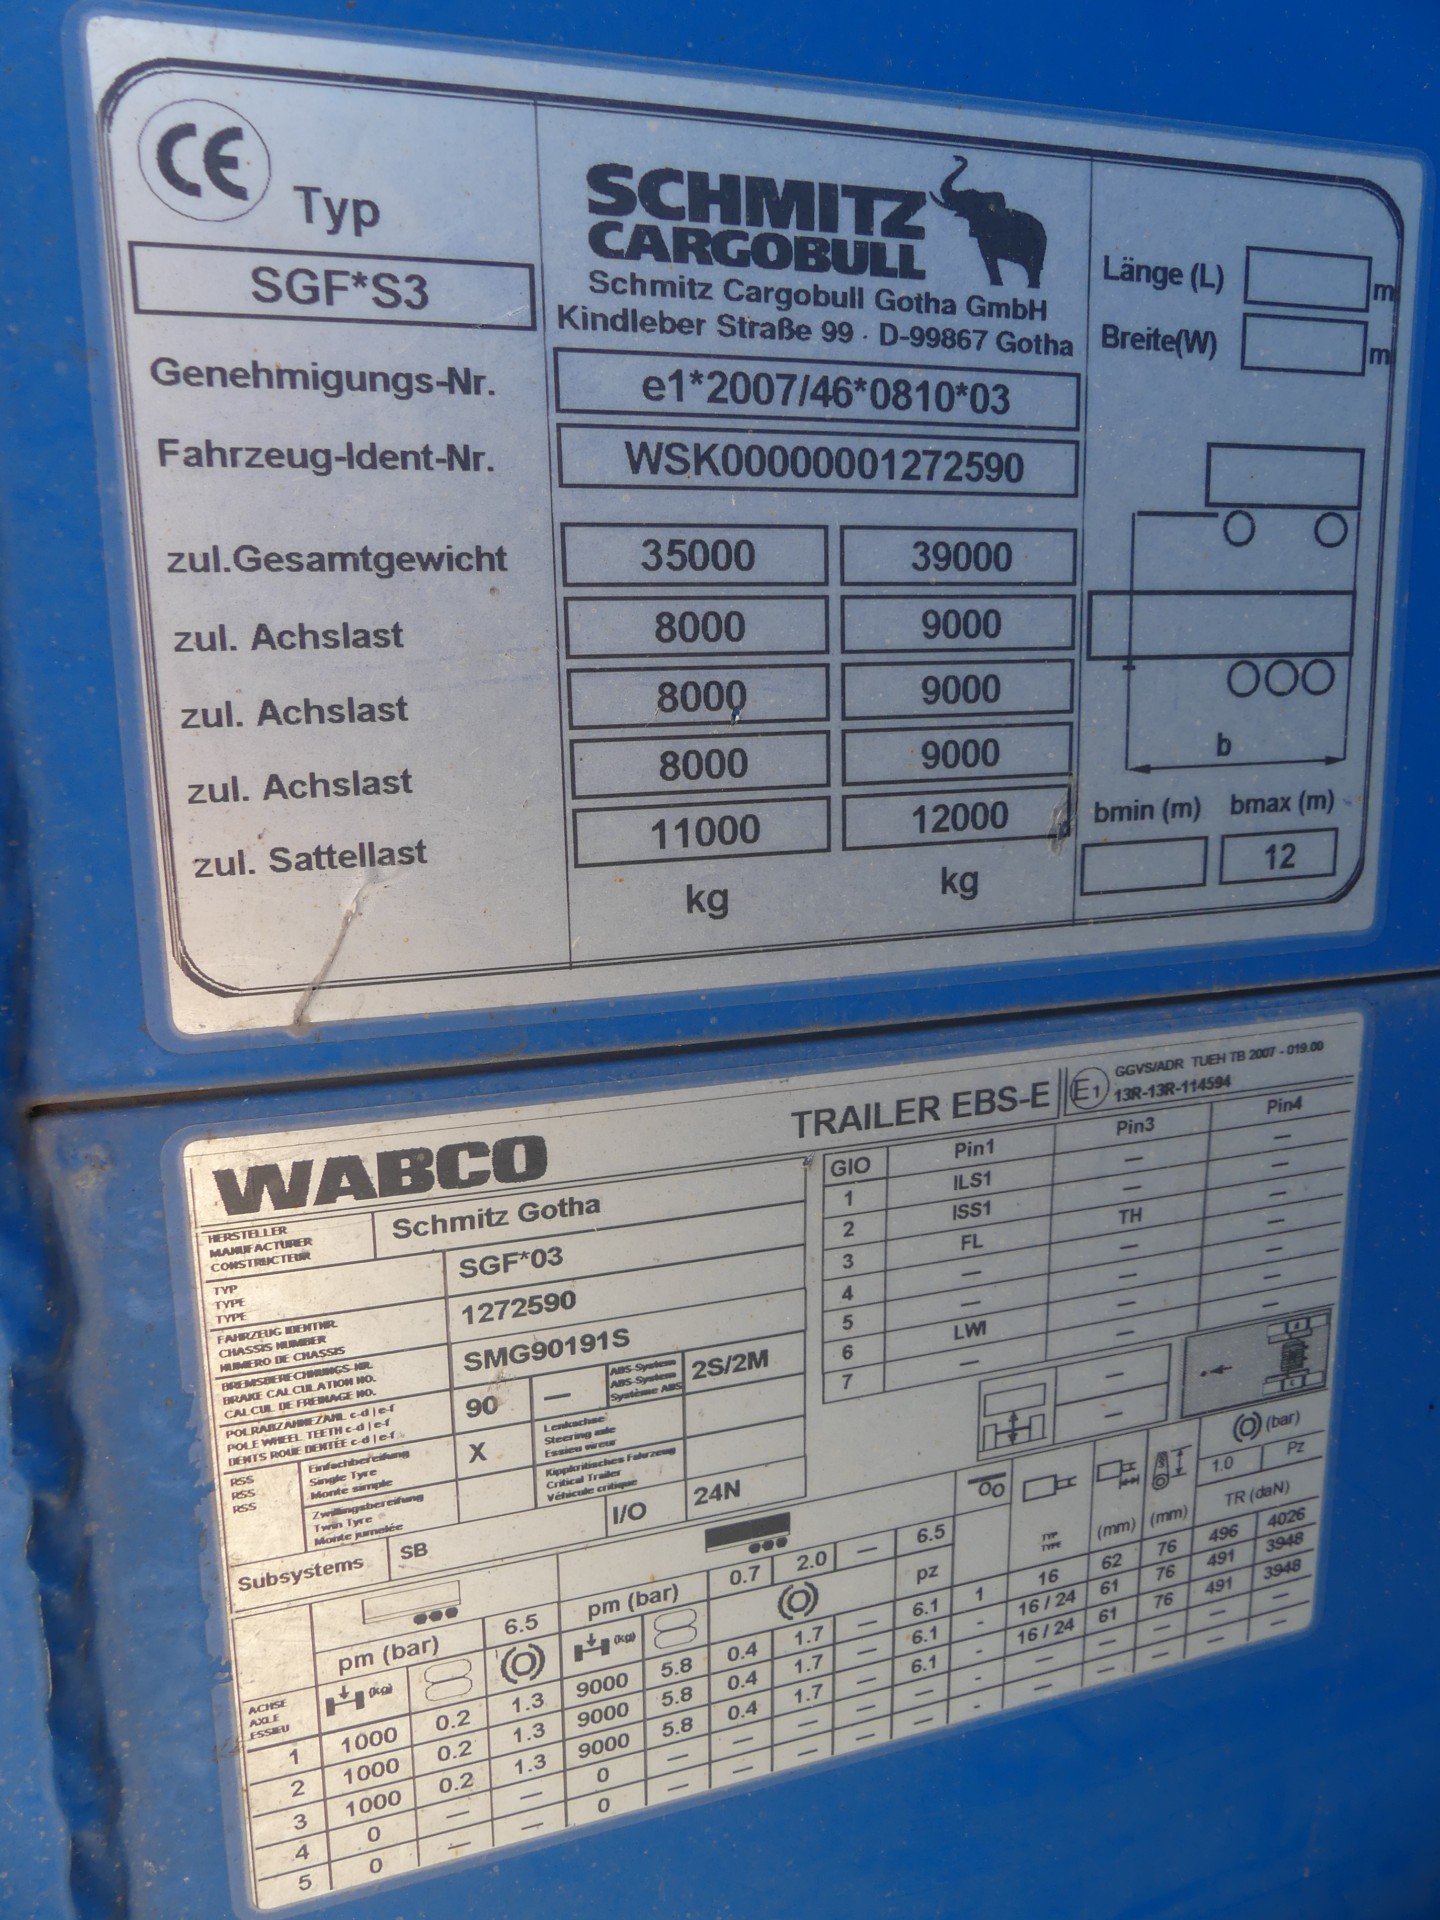 CE Typ
SGF*S3
SCHMITZ
CARGOBULL
Schmitz Cargobull Gotha GmbH
Kindleber Straße 99 · D-99867 Gotha
Genehmigungs-Nr. e1*2007/46*0810*03
Fahrzeug-Ident-Nr. WSK00000001272590
zul.Gesamtgewicht 35000 39000
zul. Achslast 8000 9000
zul. Achslast 8000 9000
zul. Achslast 8000 9000
zul. Sattellast 11000 12000
kg kg
Länge (L) m
Breite(W) m
b
bmin (m) bmax (m)
12
WABCO
TRAILER EBS-E
E1 GGVS/ADR TUEH TB 2007 - 019.00
13R-13R-114594
HERSTELLER
MANUFACTURER
CONSTRUCTEUR
Schmitz Gotha
TYP
TYPE
TYPE
SGF*03
FAHRZEUG IDENTNR.
CHASSIS NUMBER
NUMERO DE CHASSIS
1272590
BREMSBERECHNUNGS-NR.
BRAKE CALCULATION NO.
CALCUL DE FREINAGE NO.
SMG90191S
POLRADZÄHNEZAHL c-d | e-f
POLE WHEEL TEETH c-d | e-f
DENTS ROUE DENTÉE c-d | e-f
90 —
ABS-System
ABS-System
Système ABS
2S/2M
RSS
RSS
RSS
Einfachbereifung
Single Tyre
Monte simple
X
Lenkachse
Steering axle
Essieu vireur
Zwillingsbereifung
Twin Tyre
Monte jumelée
Kippkritisches Fahrzeug
Critical Trailer
Véhicule critique
Subsystems SB I/O 24N
GIO Pin1 Pin3 Pin4
1 ILS1 — —
2 ISS1 — —
3 FL TH —
4 — — —
5 — — —
6 LWI — —
7 — — —
— —
pm (bar) 6.5 pm (bar) 0.7 2.0 — 6.5
(kg) (kg) pz
TYP
TYPE
(mm) (mm) (bar)
1.0 Pz
TR (daN)
ACHSE
AXLE
ESSIEU
1 1000 0.2 1.3 9000 5.8 0.4 1.7 — 6.1 1 16 62 76 496 4026
2 1000 0.2 1.3 9000 5.8 0.4 1.7 — 6.1 - 16 / 24 61 76 491 3948
3 1000 0.2 1.3 9000 5.8 0.4 1.7 — 6.1 - 16 / 24 61 76 491 3948
4 0 — — 0 — — — — — - — — — — —
5 0 — — 0 — — — — — - — — — — —